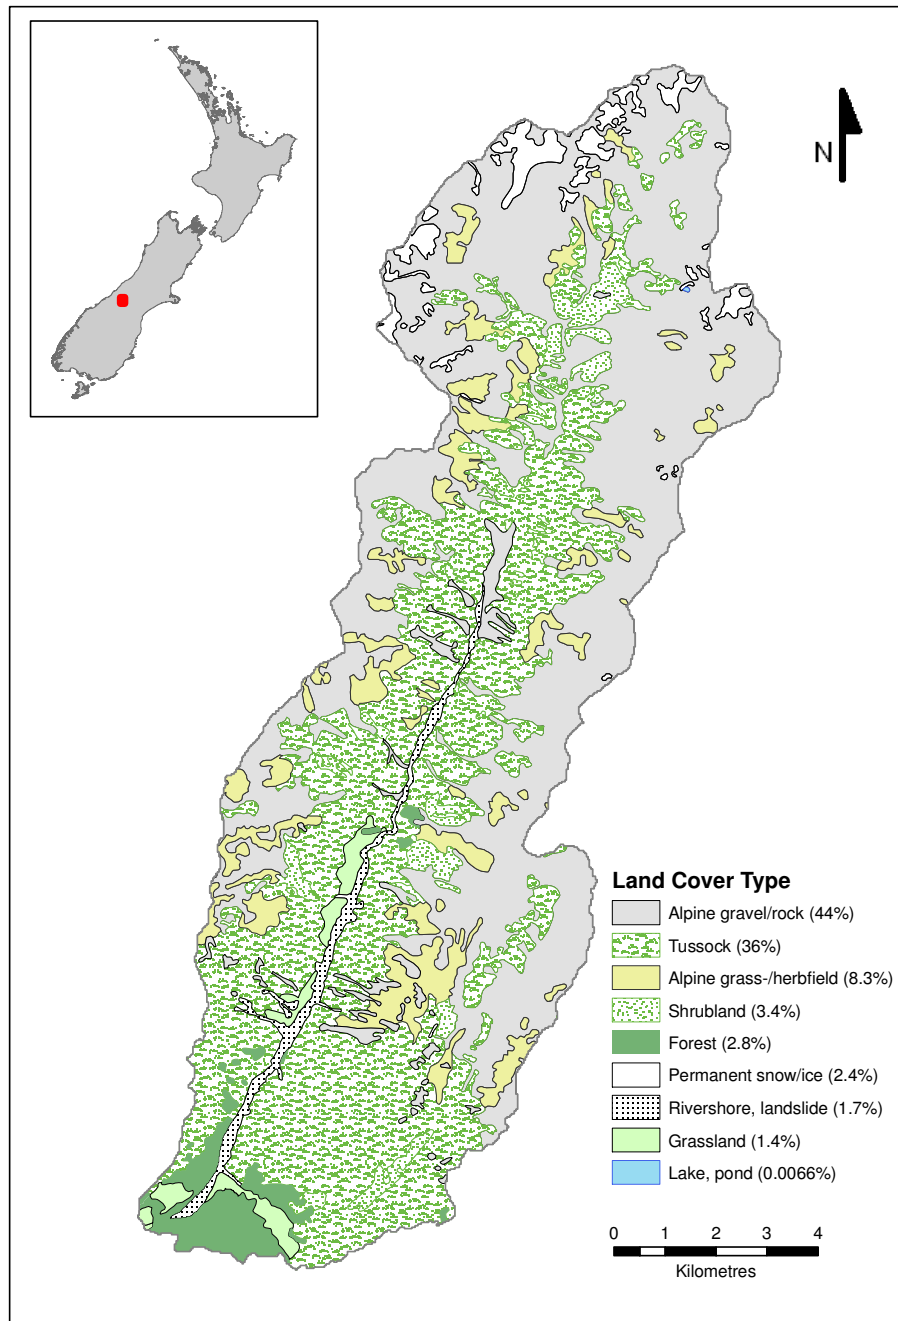 N
Land Cover Type
Alpine gravel/rock (44%)
Tussock (36%)
Alpine grass-/herbfield (8.3%)
Shrubland (3.4%)
Forest (2.8%)
Permanent snow/ice (2.4%)
Rivershore, landslide (1.7%)
Grassland (1.4%)
Lake, pond (0.0066%)
0 1 2 3 4
Kilometres